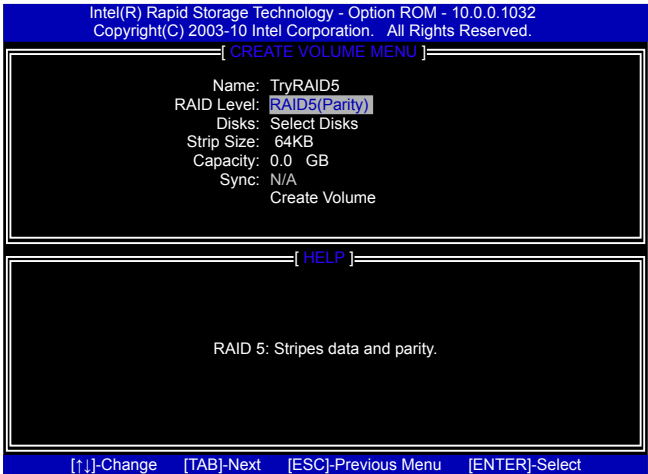 Intel(R) Rapid Storage Technology - Option ROM - 10.0.0.1032
Copyright(C) 2003-10 Intel Corporation. All Rights Reserved.
[ CREATE VOLUME MENU ]
Name: TryRAID5
RAID Level: RAID5(Parity)
Disks: Select Disks
Strip Size: 64KB
Capacity: 0.0 GB
Sync: N/A
Create Volume
[ HELP ]
RAID 5: Stripes data and parity.
[↑↓]-Change [TAB]-Next [ESC]-Previous Menu [ENTER]-Select